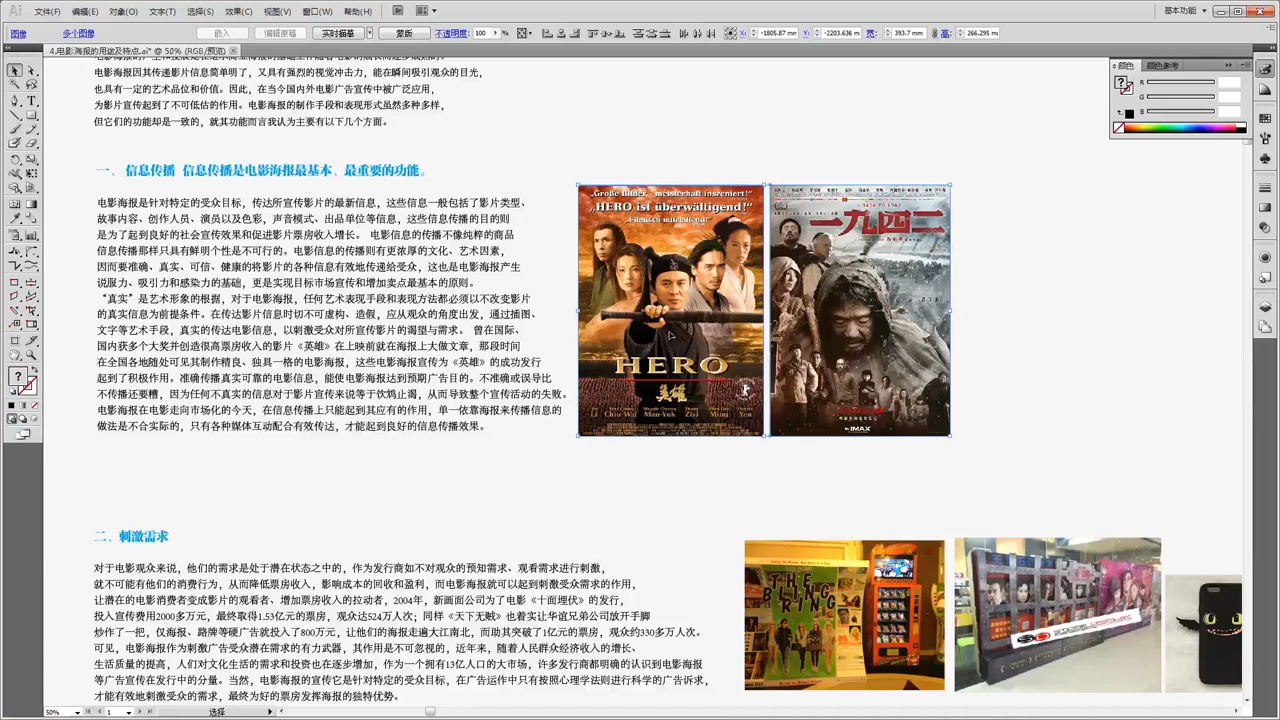 文件(F) 编辑(E) 对象(O) 文字(T) 选择(S) 效果(C) 视图(V) 窗口(W) 帮助(H) 基本功能
图像 多个图像 嵌入 编辑原稿 实时描摹 蒙版 不透明度: 100 % X: -1805.87 mm Y: -2203.636 m 宽: 393.7 mm 高: 266.295 m
4.电影海报的用途及特点.ai* @ 50% (RGB/预览)
颜色 颜色参考
R
G
B
电影海报因其传递影片信息简单明了，又具有强烈的视觉冲击力，能在瞬间吸引观众的目光，
也具有一定的艺术品位和价值。因此，在当今国内外电影广告宣传中被广泛应用，
为影片宣传起到了不可低估的作用。电影海报的制作手段和表现形式虽然多种多样，
但它们的功能却是一致的，就其功能而言我认为主要有以下几个方面。
一、 信息传播 信息传播是电影海报最基本、最重要的功能。
电影海报是针对特定的受众目标，传达所宣传影片的最新信息，这些信息一般包括了影片类型、
故事内容、创作人员、演员以及色彩，声音模式、出品单位等信息，这些信息传播的目的则
是为了起到良好的社会宣传效果和促进影片票房收入增长。 电影信息的传播不像纯粹的商品
信息传播那样只具有鲜明个性是不可行的。电影信息的传播则有更浓厚的文化、艺术因素，
因而要准确、真实、可信、健康的将影片的各种信息有效地传递给受众，这也是电影海报产生
说服力、吸引力和感染力的基础，更是实现目标市场宣传和增加卖点最基本的原则。
“真实”是艺术形象的根据，对于电影海报，任何艺术表现手段和表现方法都必须以不改变影片
的真实信息为前提条件。在传达影片信息时切不可虚构、造假，应从观众的角度出发，通过插图、
文字等艺术手段，真实的传达电影信息，以刺激受众对所宣传影片的渴望与需求。 曾在国际、
国内获多个大奖并创造很高票房收入的影片《英雄》在上映前就在海报上大做文章，那段时间
在全国各地随处可见其制作精良、独具一格的电影海报，这些电影海报宣传为《英雄》的成功发行
起到了积极作用。准确传播真实可靠的电影信息，能使电影海报达到预期广告目的。不准确或误导比
不传播还要糟，因为任何不真实的信息对于影片宣传来说等于饮鸩止渴，从而导致整个宣传活动的失败。
电影海报在电影走向市场化的今天，在信息传播上只能起到其应有的作用，单一依靠海报来传播信息的
做法是不合实际的，只有各种媒体互动配合有效传达，才能起到良好的信息传播效果。
„Große Bilder - meisterhaft inszeniert!“
„HERO ist überwältigend!“
„Filmisch mitreißend!“
HERO
英雄
一九四二
IMAX
二、刺激需求
对于电影观众来说，他们的需求是处于潜在状态之中的，作为发行商如不对观众的预知需求、观看需求进行刺激，
就不可能有他们的消费行为，从而降低票房收入，影响成本的回收和盈利，而电影海报就可以起到刺激受众需求的作用，
让潜在的电影消费者变成影片的观看者、增加票房收入的拉动者，2004年，新画面公司为了电影《十面埋伏》的发行，
投入宣传费用2000多万元，最终取得1.53亿元的票房，观众达524万人次；同样《天下无贼》也着实让华谊兄弟公司放开手脚
炒作了一把，仅海报、路牌等硬广告就投入了800万元，让他们的海报走遍大江南北，而助其突破了1亿元的票房，观众约330多万人次。
可见，电影海报作为刺激广告受众潜在需求的有力武器，其作用是不可忽视的，近年来，随着人民群众经济收入的增长、
生活质量的提高，人们对文化生活的需求和投资也在逐步增加，作为一个拥有13亿人口的大市场，许多发行商都明确的认识到电影海报
等广告宣传在发行中的分量。当然，电影海报的宣传它是针对特定的受众目标，在广告运作中只有按照心理学法则进行科学的广告诉求，
才能有效地刺激受众的需求，最终为好的票房发挥海报的独特优势。
THE
BLING
RING
50% 1 选择